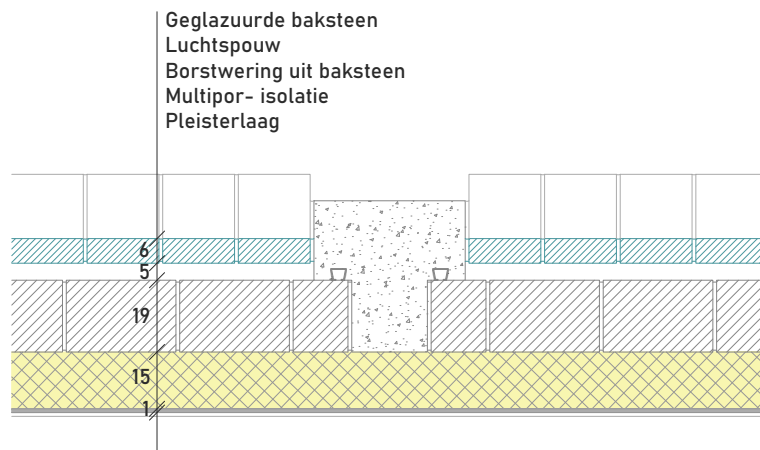 Geglazuurde baksteen
Luchtspouw
Borstwering uit baksteen
Multipor- isolatie
Pleisterlaag
6
5
19
15
1